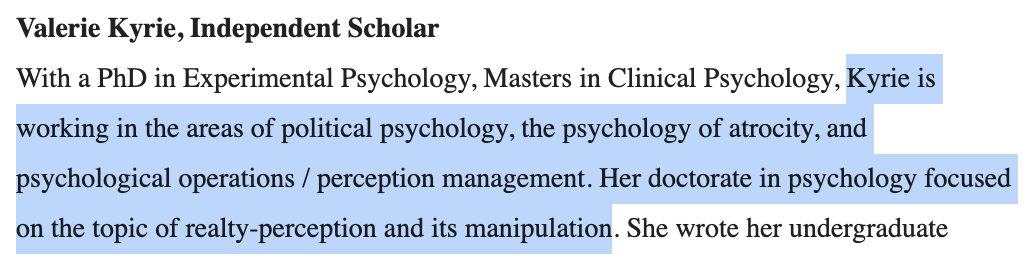 Valerie Kyrie, Independent Scholar
With a PhD in Experimental Psychology, Masters in Clinical Psychology, Kyrie is
working in the areas of political psychology, the psychology of atrocity, and
psychological operations / perception management. Her doctorate in psychology focused
on the topic of realty-perception and its manipulation. She wrote her undergraduate